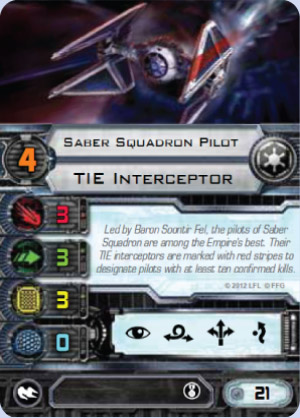 Saber Squadron Pilot
4
TIE Interceptor
3
3
3
0
Led by Baron Soontir Fel, the pilots of Saber
Squadron are among the Empire's best. Their
TIE interceptors are marked with red stripes to
designate pilots with at least ten confirmed kills.
© 2012 LFL © FFG
21